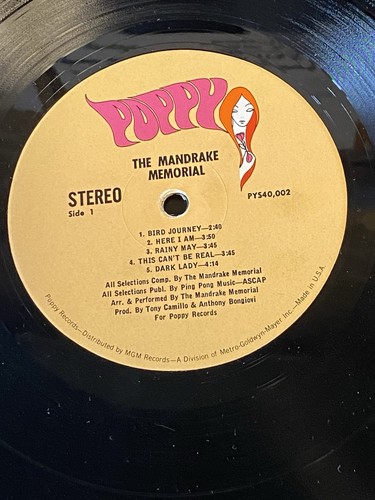 POPPY
THE MANDRAKE
MEMORIAL
STEREO
Side 1
PYS40,002
1. BIRD JOURNEY—2:40
2. HERE I AM—3:50
3. RAINY MAY—3:45
4. THIS CAN'T BE REAL—3:45
5. DARK LADY—4:14
All Selections Comp. By The Mandrake Memorial
All Selections Publ. By Ping Pong Music—ASCAP
Arr. & Performed By The Mandrake Memorial
Prod. By Tony Camillo & Anthony Bongiovi
For Poppy Records
Poppy Records—Distributed by MGM Records—A Division of Metro-Goldwyn-Mayer Inc.—Made in U.S.A.